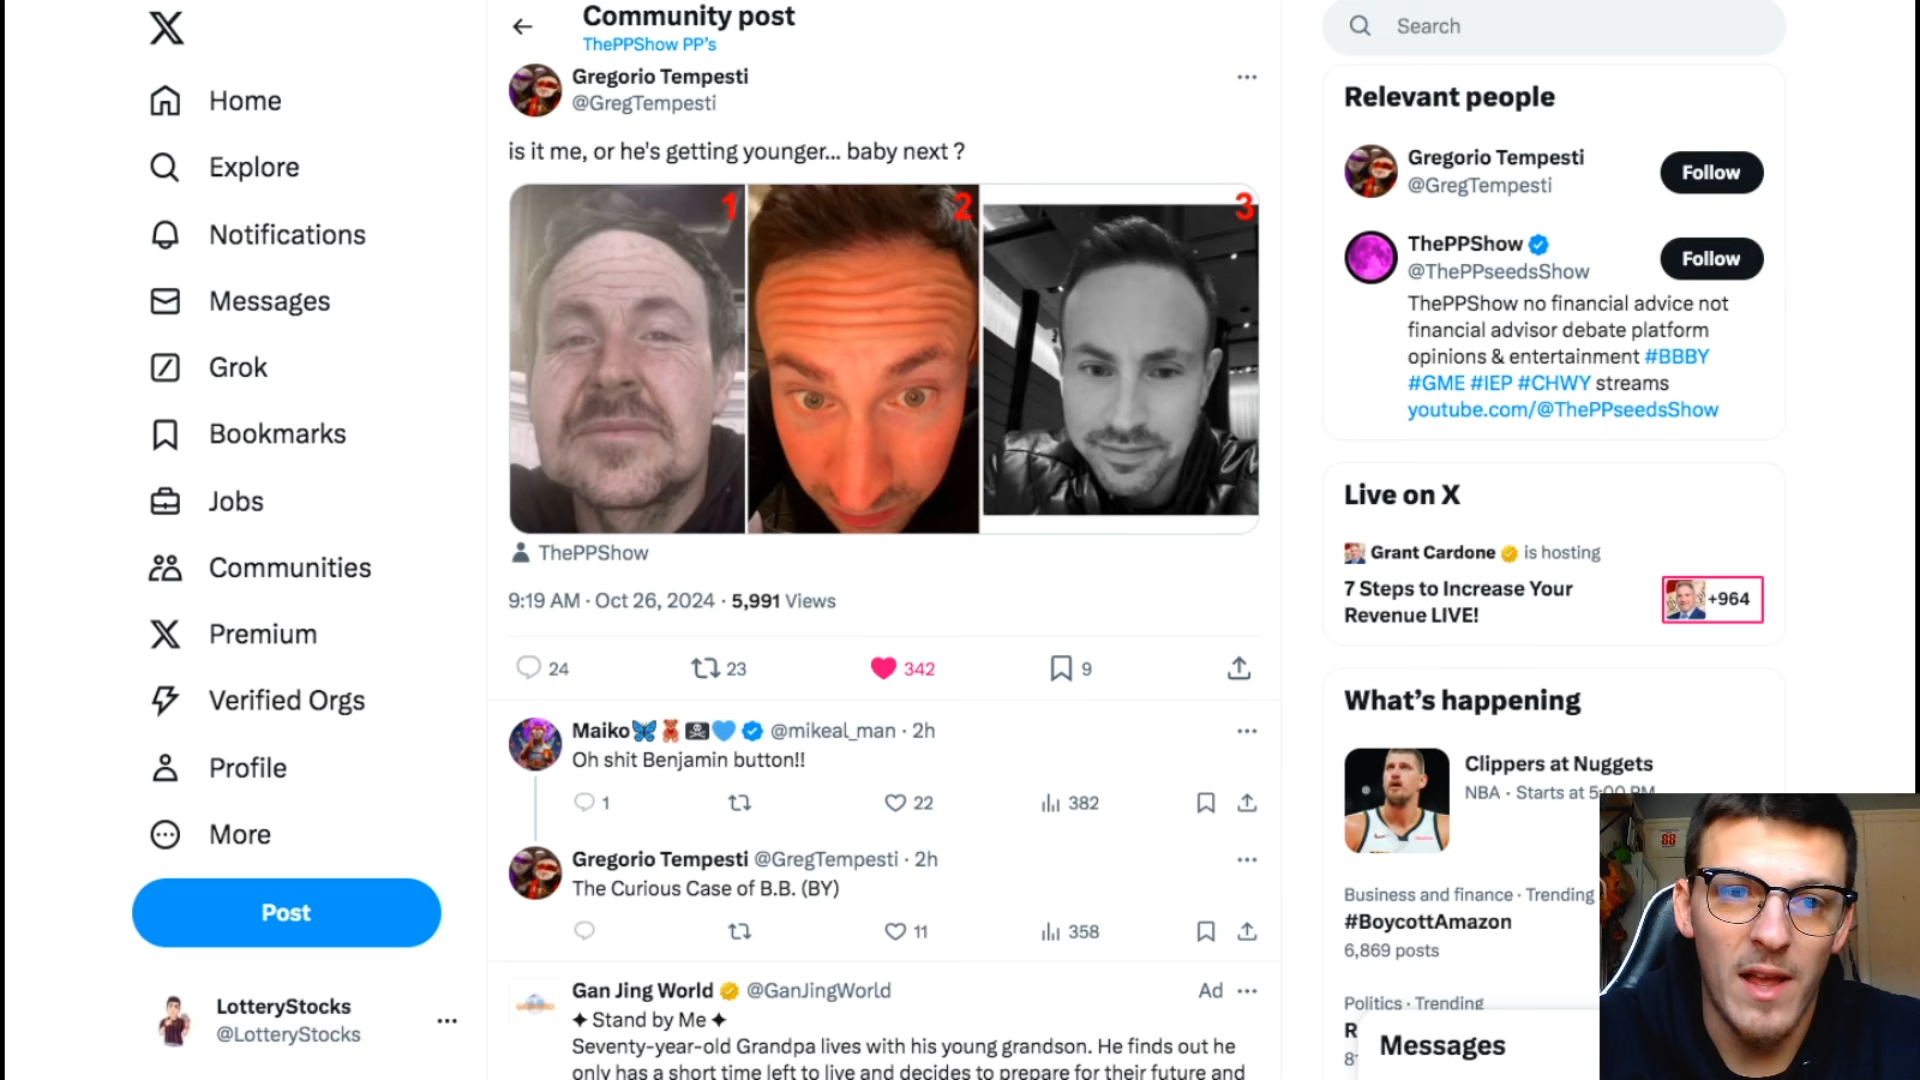 Home
Explore
Notifications
Messages
Grok
Bookmarks
Jobs
Communities
Premium
Verified Orgs
Profile
More
Post
LotteryStocks
@LotteryStocks
Community post
ThePPShow PP's
Gregorio Tempesti
@GregTempesti
is it me, or he's getting younger... baby next ?
1
2
3
ThePPShow
9:19 AM · Oct 26, 2024 · 5,991 Views
24
23
342
9
Maiko @mikeal_man · 2h
Oh shit Benjamin button!!
1
22
382
Gregorio Tempesti @GregTempesti · 2h
The Curious Case of B.B. (BY)
11
358
Gan Jing World @GanJingWorld
Ad
✦ Stand by Me ✦
Seventy-year-old Grandpa lives with his young grandson. He finds out he
only has a short time left to live and decides to prepare for their future and
Search
Relevant people
Gregorio Tempesti
@GregTempesti
Follow
ThePPShow
@ThePPseedsShow
Follow
ThePPShow no financial advice not
financial advisor debate platform
opinions & entertainment #BBBY
#GME #IEP #CHWY streams
youtube.com/@ThePPseedsShow
Live on X
Grant Cardone is hosting
7 Steps to Increase Your
Revenue LIVE!
+964
What's happening
Clippers at Nuggets
NBA · Starts at 5:00 PM
Business and finance · Trending
#BoycottAmazon
6,869 posts
Politics · Trending
Messages
88